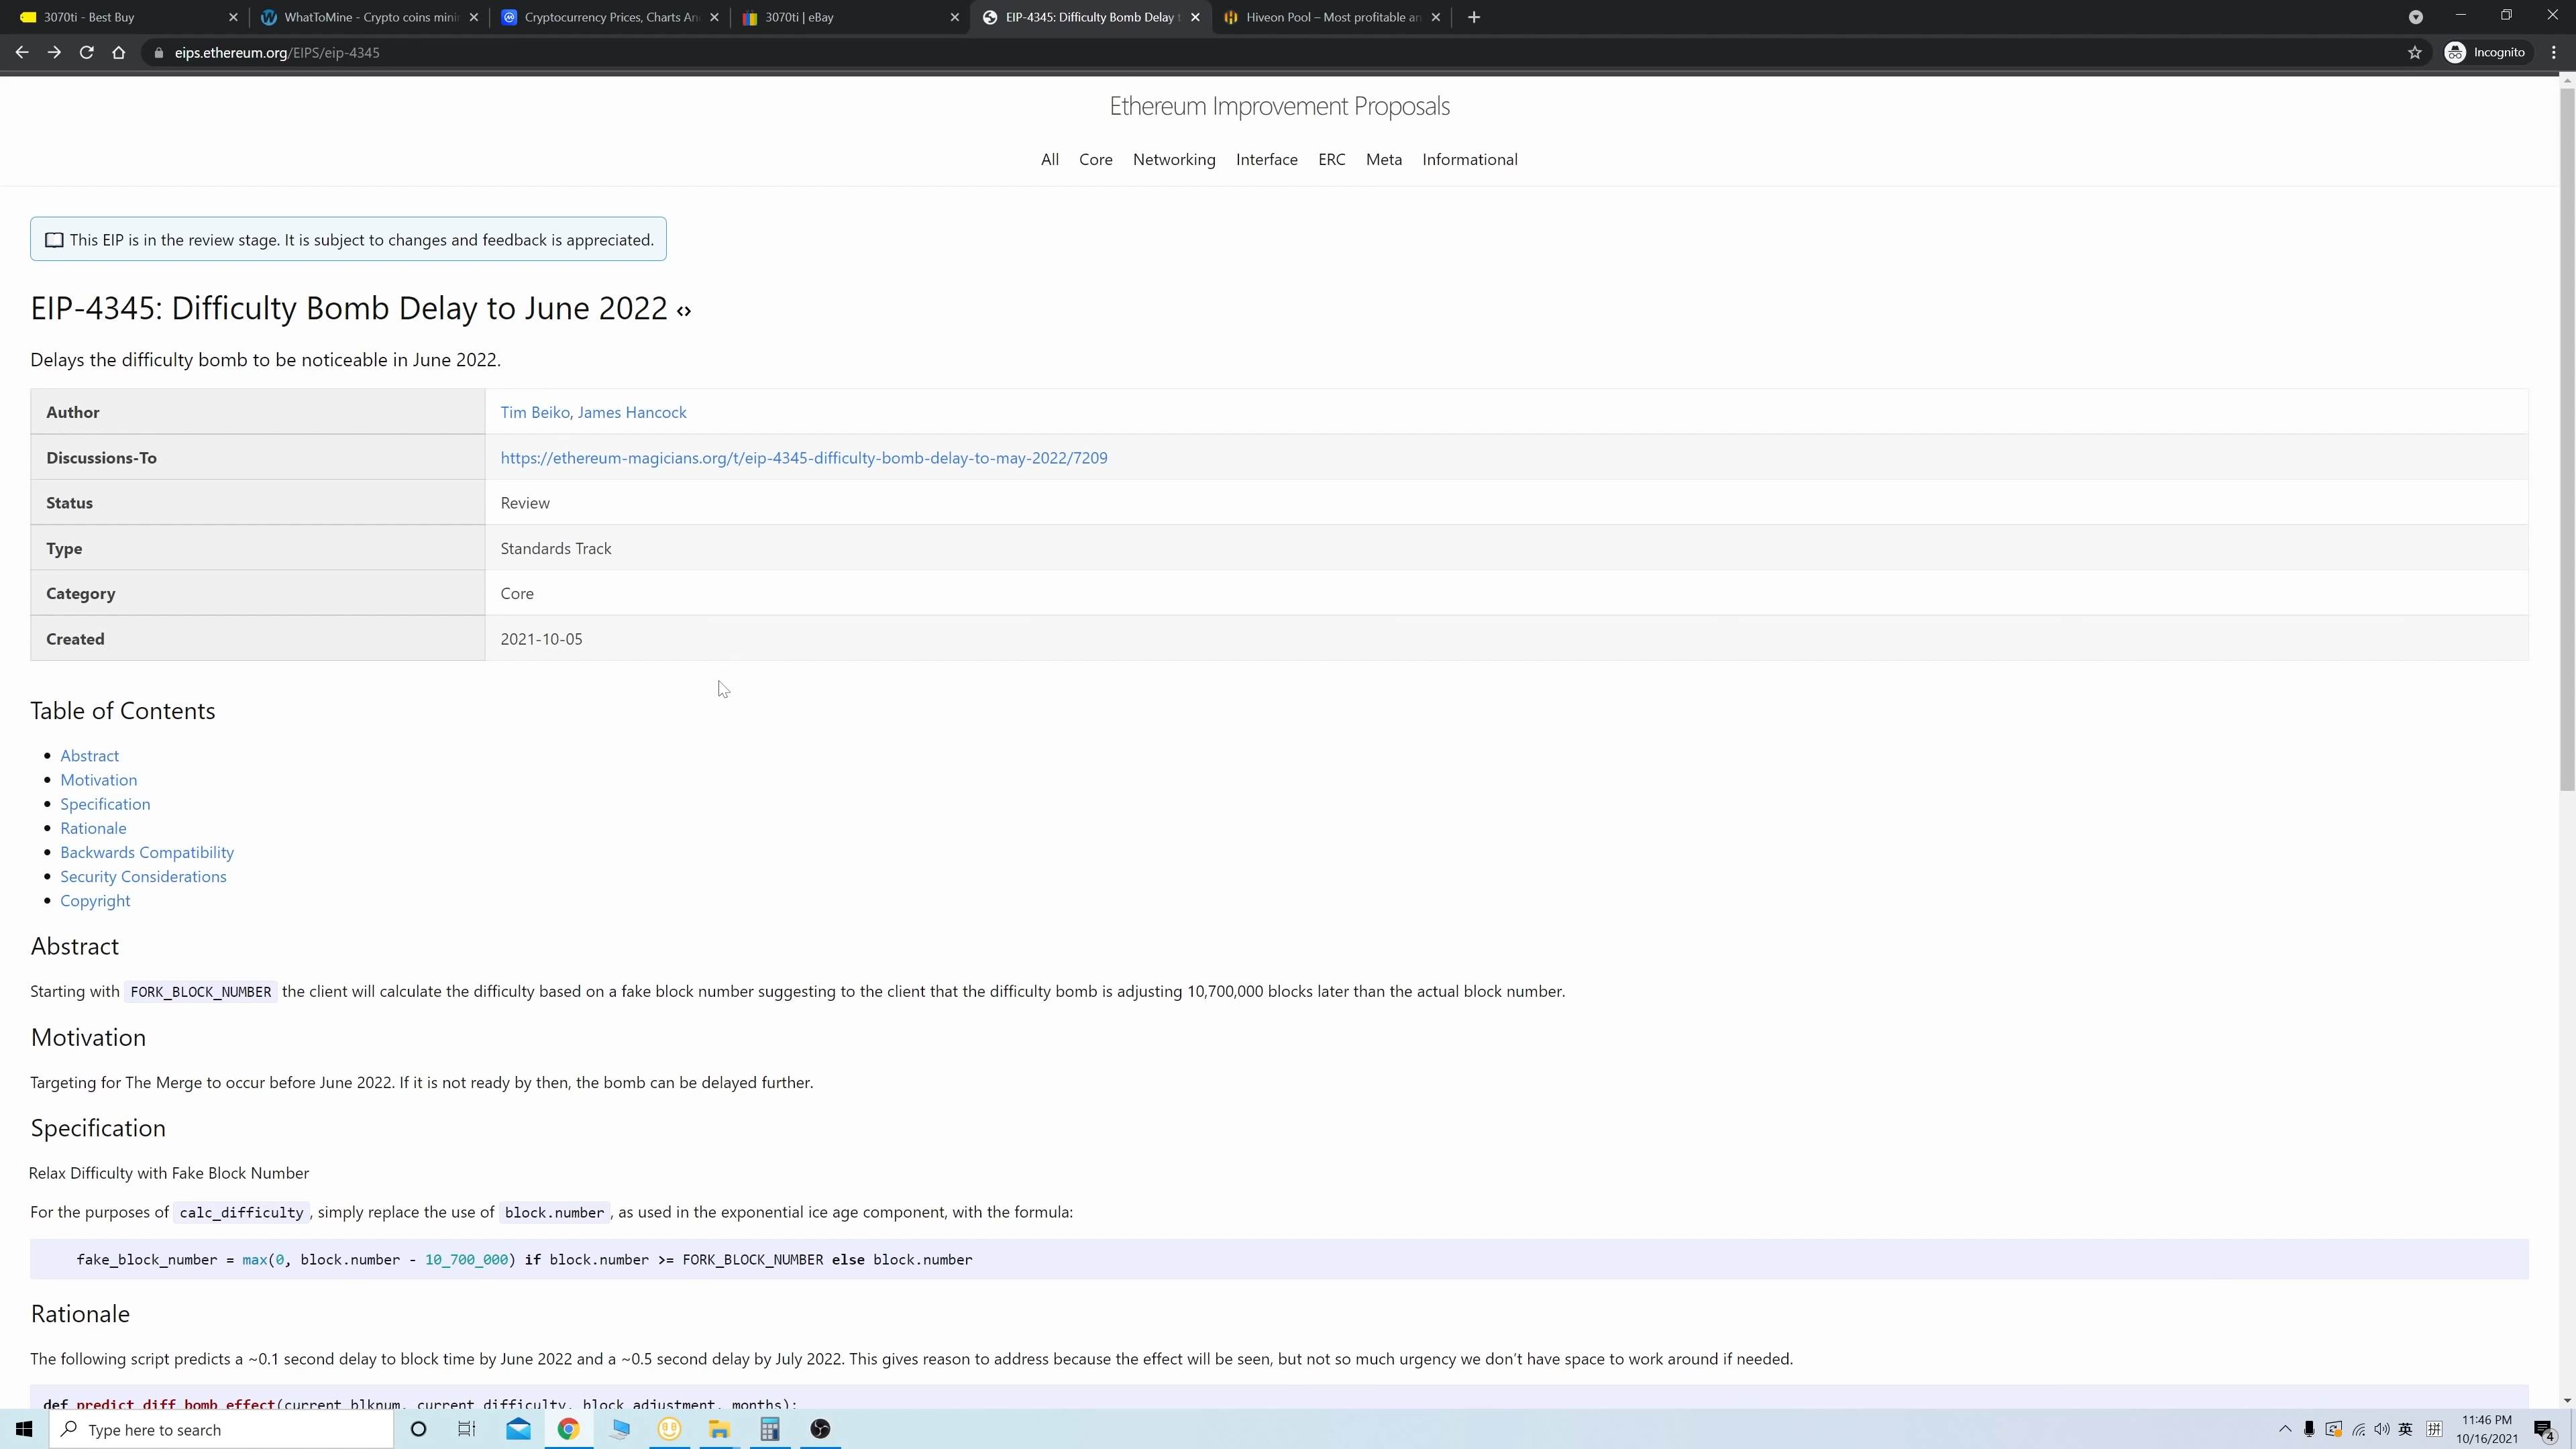 3070ti - Best Buy
WhatToMine - Crypto coins mini
Cryptocurrency Prices, Charts An
3070ti | eBay
EIP-4345: Difficulty Bomb Delay t
Hiveon Pool – Most profitable an
eips.ethereum.org/EIPS/eip-4345
Incognito
Ethereum Improvement Proposals
All Core Networking Interface ERC Meta Informational
This EIP is in the review stage. It is subject to changes and feedback is appreciated.
EIP-4345: Difficulty Bomb Delay to June 2022 <>
Delays the difficulty bomb to be noticeable in June 2022.
Author Tim Beiko, James Hancock
Discussions-To https://ethereum-magicians.org/t/eip-4345-difficulty-bomb-delay-to-may-2022/7209
Status Review
Type Standards Track
Category Core
Created 2021-10-05
Table of Contents
• Abstract
• Motivation
• Specification
• Rationale
• Backwards Compatibility
• Security Considerations
• Copyright
Abstract
Starting with FORK_BLOCK_NUMBER the client will calculate the difficulty based on a fake block number suggesting to the client that the difficulty bomb is adjusting 10,700,000 blocks later than the actual block number.
Motivation
Targeting for The Merge to occur before June 2022. If it is not ready by then, the bomb can be delayed further.
Specification
Relax Difficulty with Fake Block Number
For the purposes of calc_difficulty, simply replace the use of block.number, as used in the exponential ice age component, with the formula:
fake_block_number = max(0, block.number - 10_700_000) if block.number >= FORK_BLOCK_NUMBER else block.number
Rationale
The following script predicts a ~0.1 second delay to block time by June 2022 and a ~0.5 second delay by July 2022. This gives reason to address because the effect will be seen, but not so much urgency we don’t have space to work around if needed.
def predict_diff_bomb_effect(current_blknum, current_difficulty, block_adjustment, months):
Type here to search
英
拼
11:46 PM
10/16/2021
4